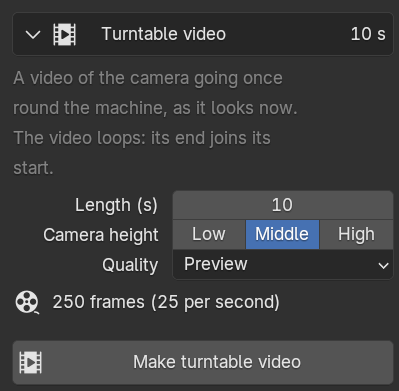 Turntable video 10 s
A video of the camera going once
round the machine, as it looks now.
The video loops: its end joins its
start.
Length (s) 10
Camera height Low Middle High
Quality Preview
250 frames (25 per second)
Make turntable video